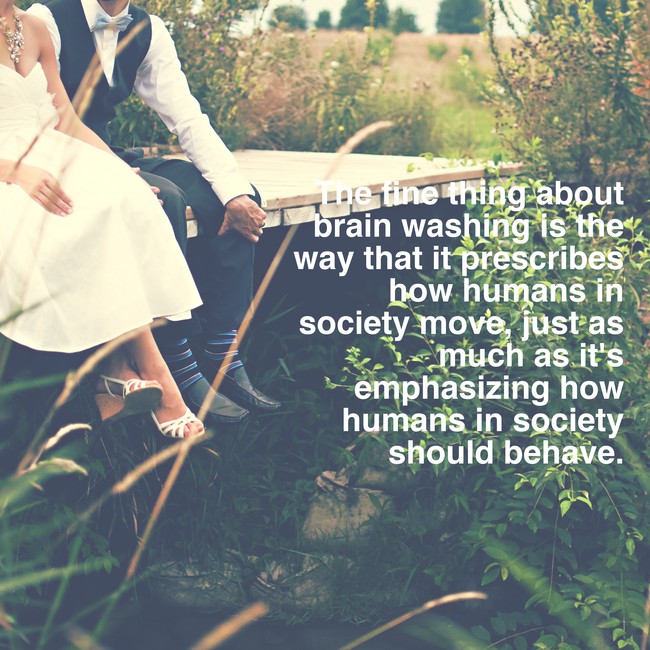 The fine thing about
brain washing is the
way that it prescribes
how humans in
society move, just as
much as it's
emphasizing how
humans in society
should behave.